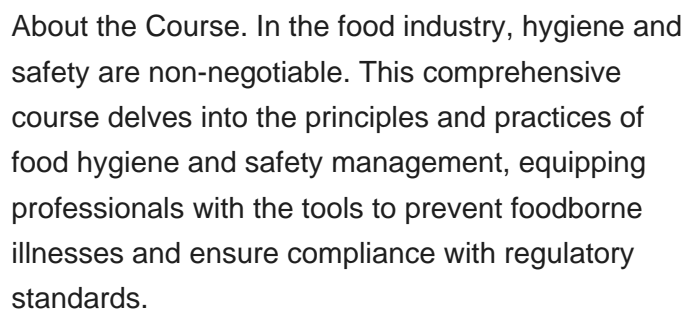 About the Course. In the food industry, hygiene and
safety are non-negotiable. This comprehensive
course delves into the principles and practices of
food hygiene and safety management, equipping
professionals with the tools to prevent foodborne
illnesses and ensure compliance with regulatory
standards.